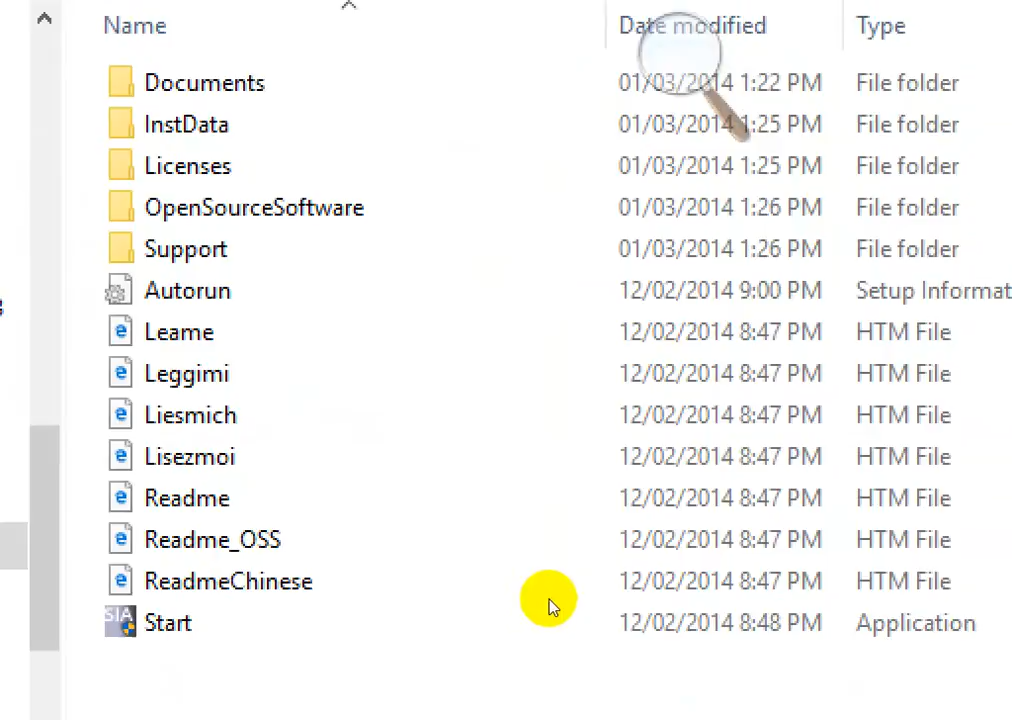 Name Date modified Type
Documents 01/03/2014 1:22 PM File folder
InstData 01/03/2014 1:25 PM File folder
Licenses 01/03/2014 1:25 PM File folder
OpenSourceSoftware 01/03/2014 1:26 PM File folder
Support 01/03/2014 1:26 PM File folder
Autorun 12/02/2014 9:00 PM Setup Informat
Leame 12/02/2014 8:47 PM HTM File
Leggimi 12/02/2014 8:47 PM HTM File
Liesmich 12/02/2014 8:47 PM HTM File
Lisezmoi 12/02/2014 8:47 PM HTM File
Readme 12/02/2014 8:47 PM HTM File
Readme_OSS 12/02/2014 8:47 PM HTM File
ReadmeChinese 12/02/2014 8:47 PM HTM File
SIA Start 12/02/2014 8:48 PM Application